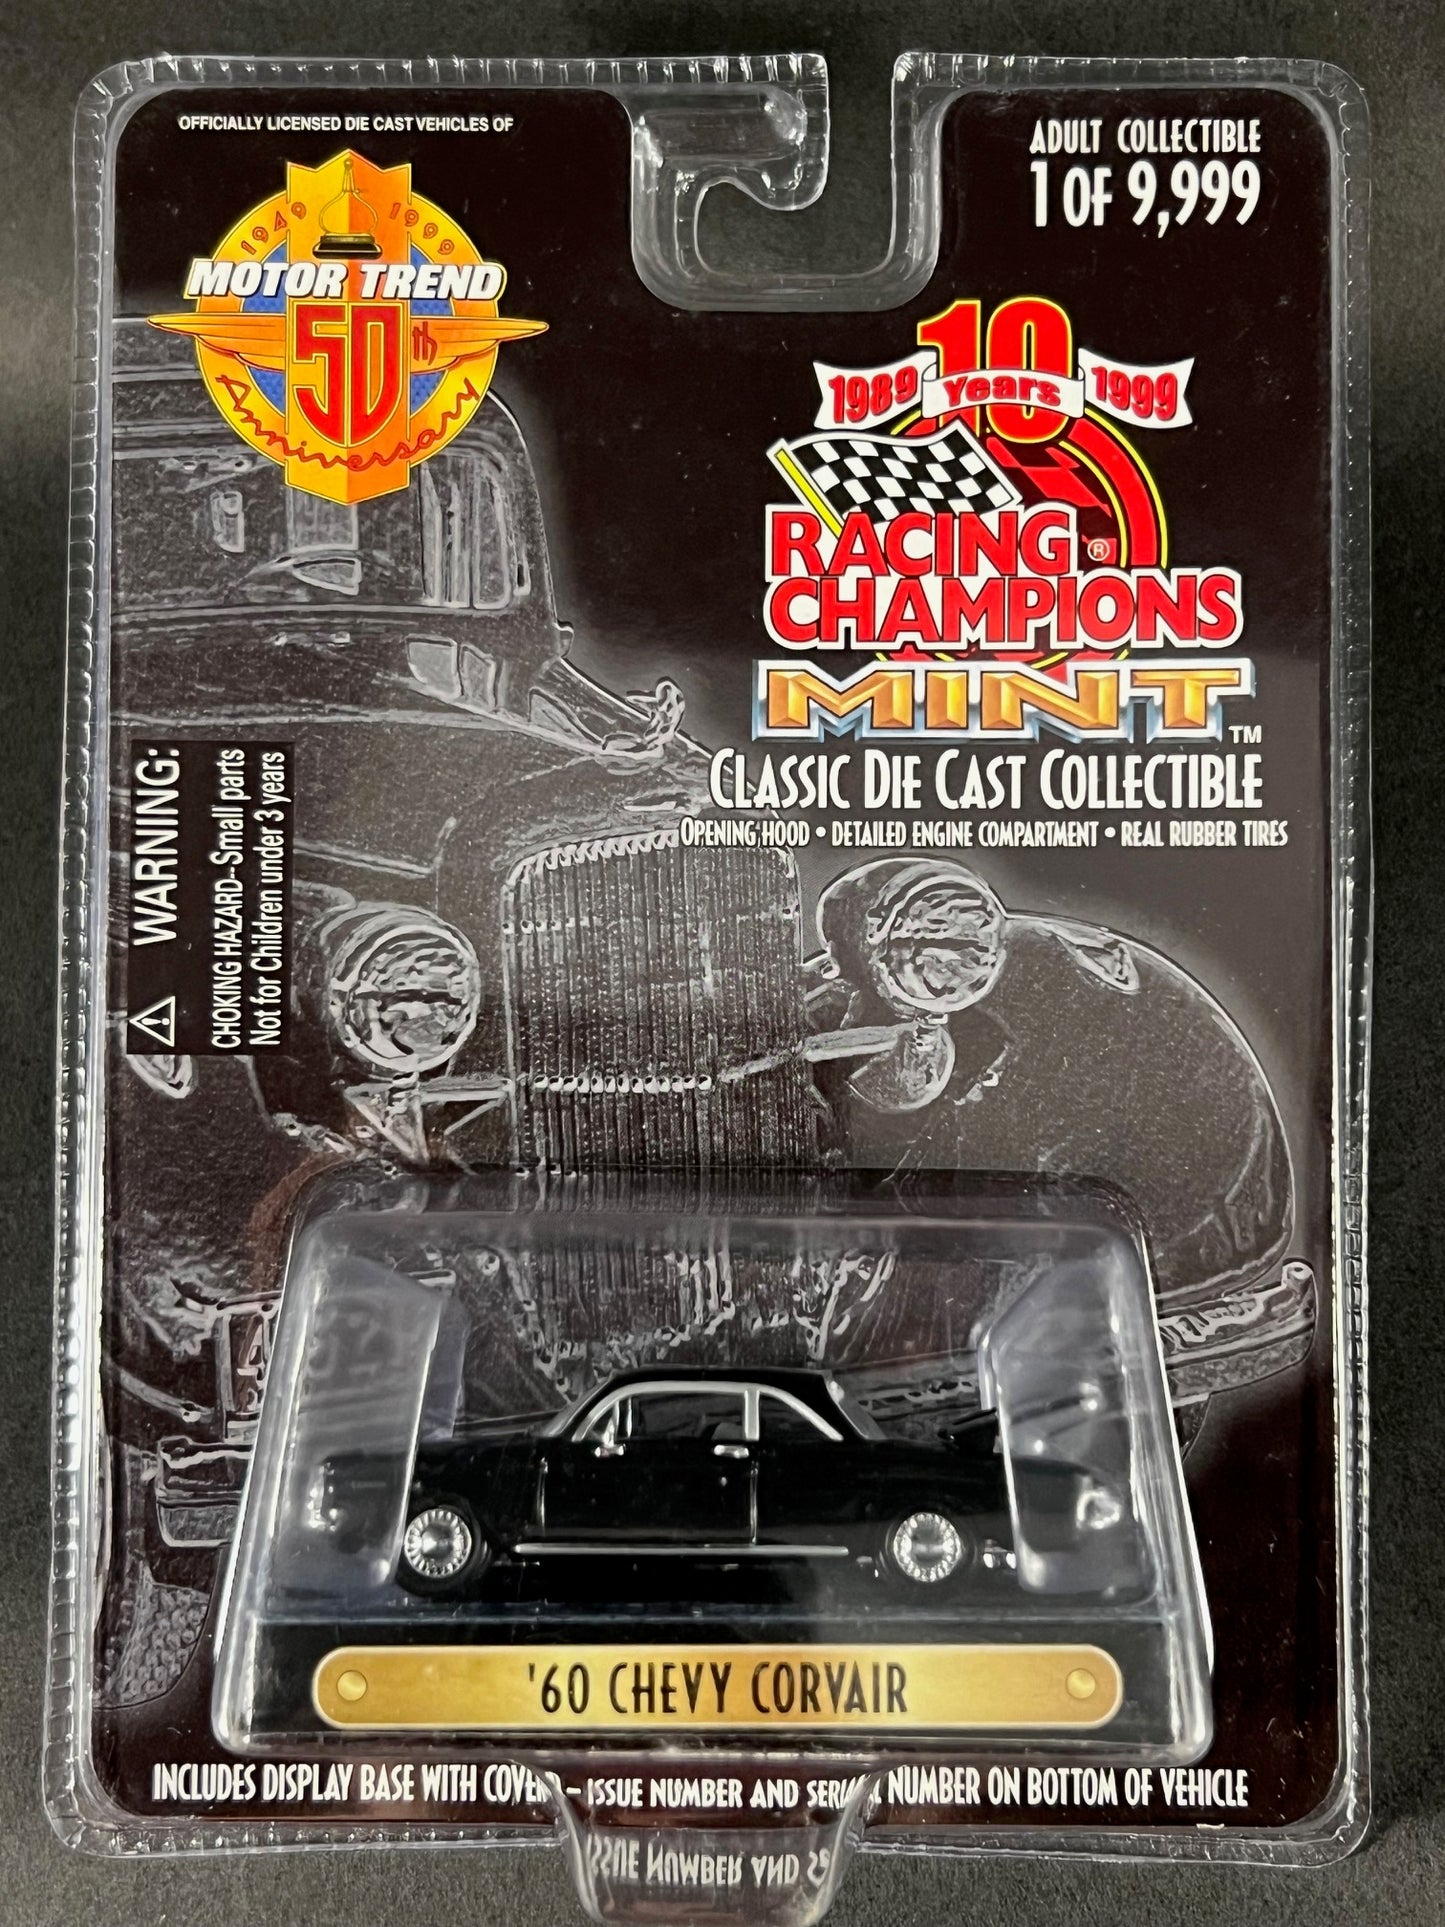 OFFICIALLY LICENSED DIE CAST VEHICLES OF
1949 1999
MOTOR TREND
50th
Anniversary
ADULT COLLECTIBLE
1 OF 9,999
10
1989 Years 1999
RACING ®
CHAMPIONS
MINT™
CLASSIC DIE CAST COLLECTIBLE
OPENING HOOD • DETAILED ENGINE COMPARTMENT • REAL RUBBER TIRES
WARNING:
CHOKING HAZARD--Small parts
Not for Children under 3 years
'60 CHEVY CORVAIR
INCLUDES DISPLAY BASE WITH COVER – ISSUE NUMBER AND SERIAL NUMBER ON BOTTOM OF VEHICLE